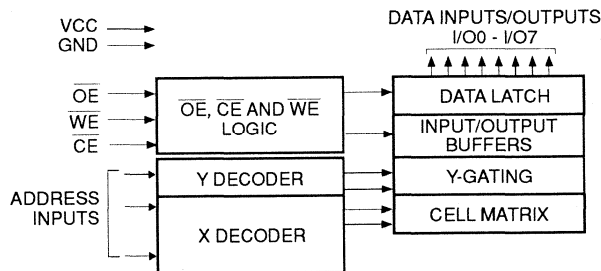 VCC
GND
DATA INPUTS/OUTPUTS
I/O0 - I/O7
OE
WE
CE
OE, CE AND WE
LOGIC
DATA LATCH
INPUT/OUTPUT
BUFFERS
ADDRESS
INPUTS
Y DECODER
Y-GATING
X DECODER
CELL MATRIX